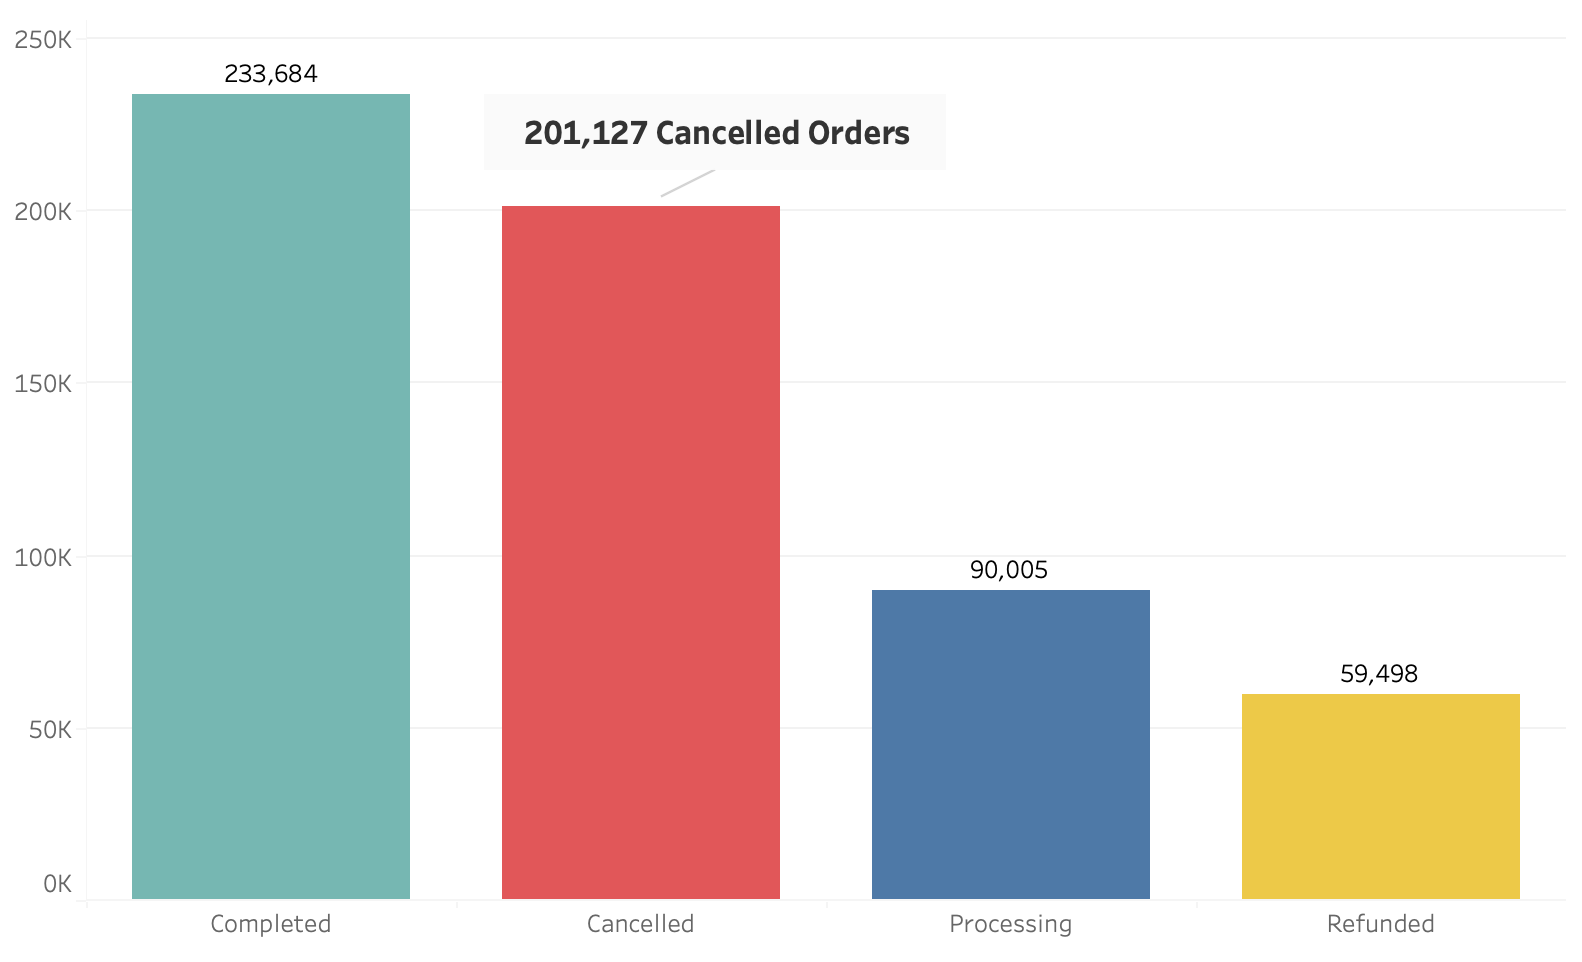 250K
233,684
201,127 Cancelled Orders
200K
150K
100K
90,005
59,498
50K
0K
Completed
Cancelled
Processing
Refunded